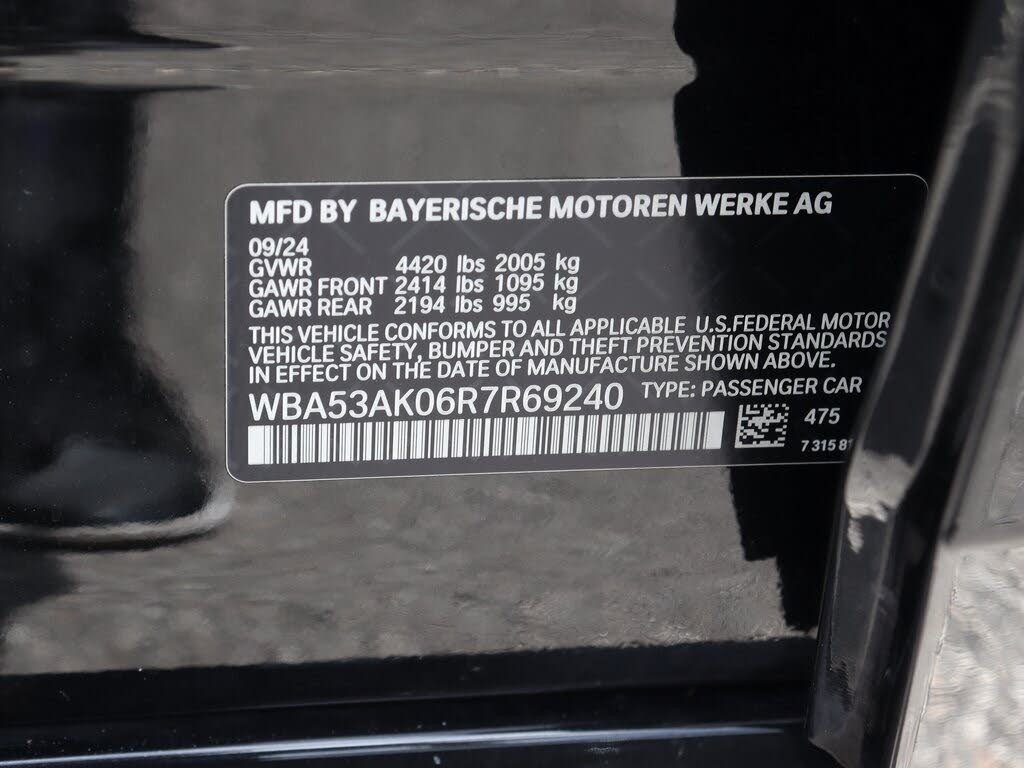 MFD BY BAYERISCHE MOTOREN WERKE AG
09/24
GVWR 4420 lbs 2005 kg
GAWR FRONT 2414 lbs 1095 kg
GAWR REAR 2194 lbs 995 kg
THIS VEHICLE CONFORMS TO ALL APPLICABLE U.S.FEDERAL MOTOR
VEHICLE SAFETY, BUMPER AND THEFT PREVENTION STANDARDS
IN EFFECT ON THE DATE OF MANUFACTURE SHOWN ABOVE.
WBA53AK06R7R69240 TYPE: PASSENGER CAR
475
7 315 81